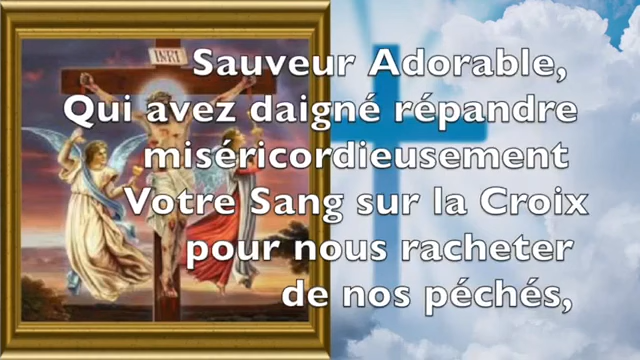 INRI
Sauveur Adorable,
Qui avez daigné répandre
miséricordieusement
Votre Sang sur la Croix
pour nous racheter
de nos péchés,